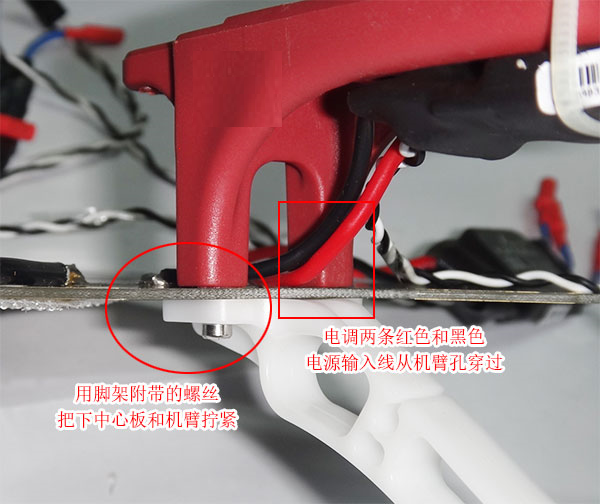 电调两条红色和黑色
电源输入线从机臂孔穿过
用脚架附带的螺丝
把下中心板和机臂拧紧